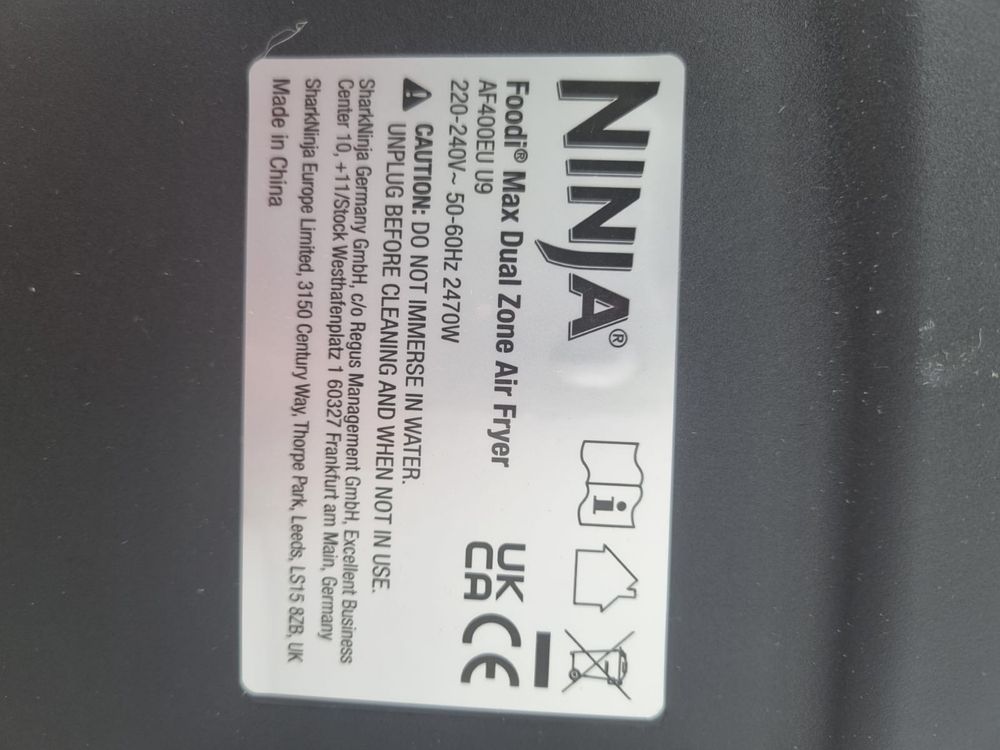 NINJA®
Foodi® Max Dual Zone Air Fryer
AF400EU U9
220-240V~ 50-60Hz 2470W
CAUTION: DO NOT IMMERSE IN WATER.
UNPLUG BEFORE CLEANING AND WHEN NOT IN USE.
SharkNinja Germany GmbH, c/o Regus Management GmbH, Excellent Business
Center 10, +11/Stock Westhafenplatz 1 60327 Frankfurt am Main, Germany
SharkNinja Europe Limited, 3150 Century Way, Thorpe Park, Leeds, LS15 8ZB, UK
Made in China
i
UK
CA CE